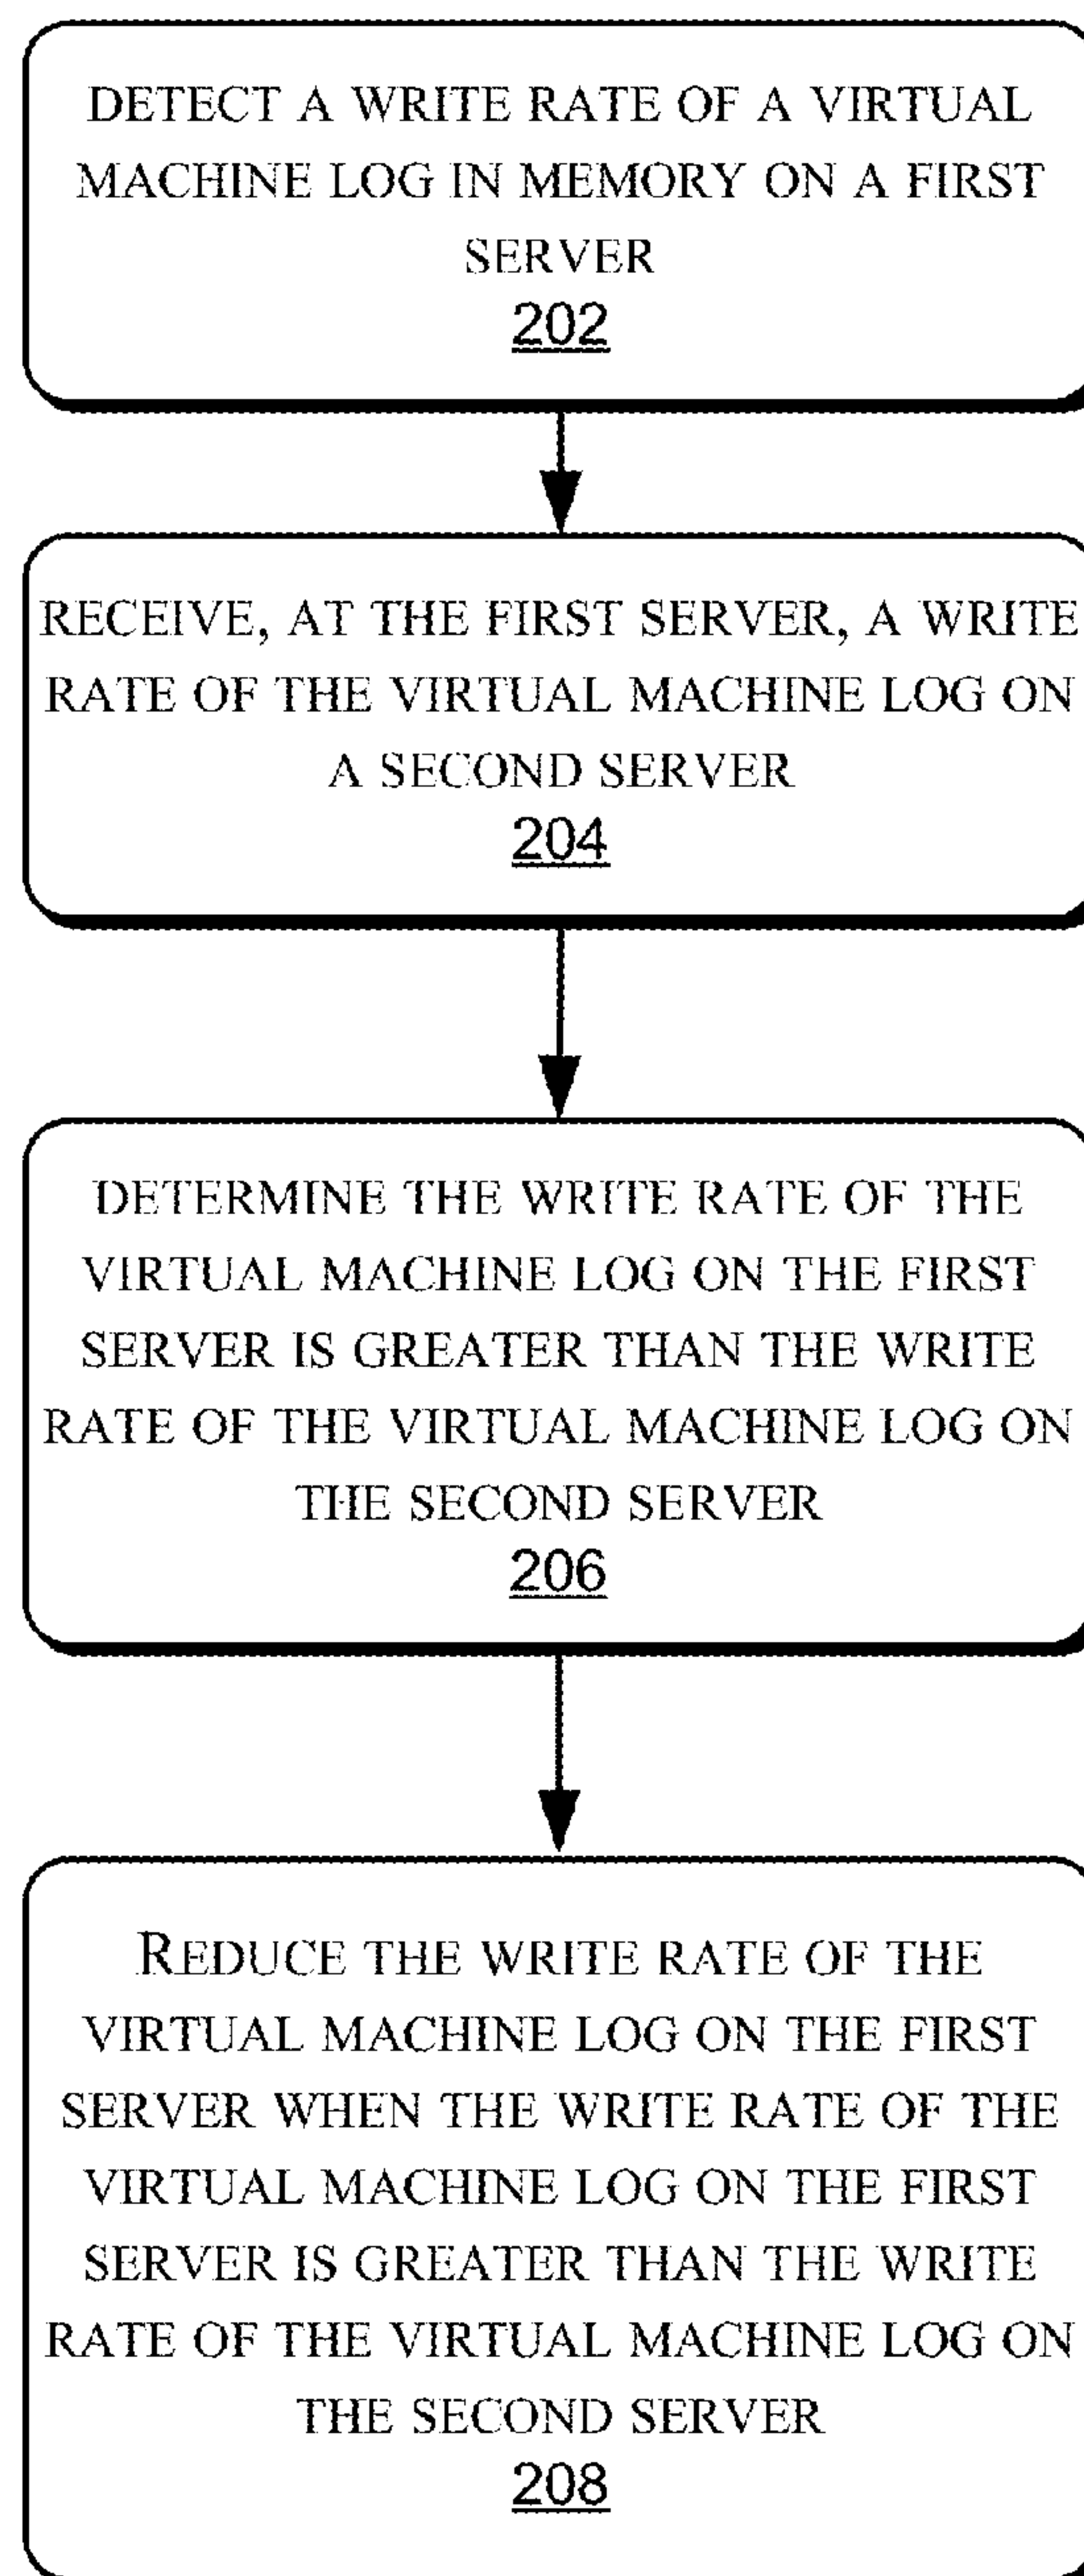 DETECT A WRITE RATE OF A VIRTUAL
MACHINE LOG IN MEMORY ON A FIRST
SERVER
202
RECEIVE, AT THE FIRST SERVER, A WRITE
RATE OF THE VIRTUAL MACHINE LOG ON
A SECOND SERVER
204
DETERMINE THE WRITE RATE OF THE
VIRTUAL MACHINE LOG ON THE FIRST
SERVER IS GREATER THAN THE WRITE
RATE OF THE VIRTUAL MACHINE LOG ON
THE SECOND SERVER
206
REDUCE THE WRITE RATE OF THE
VIRTUAL MACHINE LOG ON THE FIRST
SERVER WHEN THE WRITE RATE OF THE
VIRTUAL MACHINE LOG ON THE FIRST
SERVER IS GREATER THAN THE WRITE
RATE OF THE VIRTUAL MACHINE LOG ON
THE SECOND SERVER
208